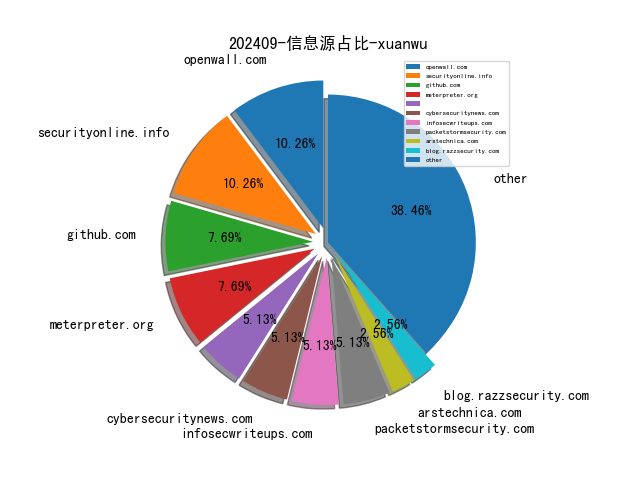 202409-信息源占比-xuanwu
openwall.com
securityonline.info
github.com
meterpreter.org
cybersecuritynews.com
infosecwriteups.com
packetstormsecurity.com
arstechnica.com
blog.razzsecurity.com
other
openwall.com
securityonline.info
github.com
meterpreter.org
cybersecuritynews.com
infosecwriteups.com
packetstormsecurity.com
arstechnica.com
blog.razzsecurity.com
other
10.26%
10.26%
7.69%
7.69%
5.13%
5.13%
5.13%
5.13%
2.56%
2.56%
38.46%